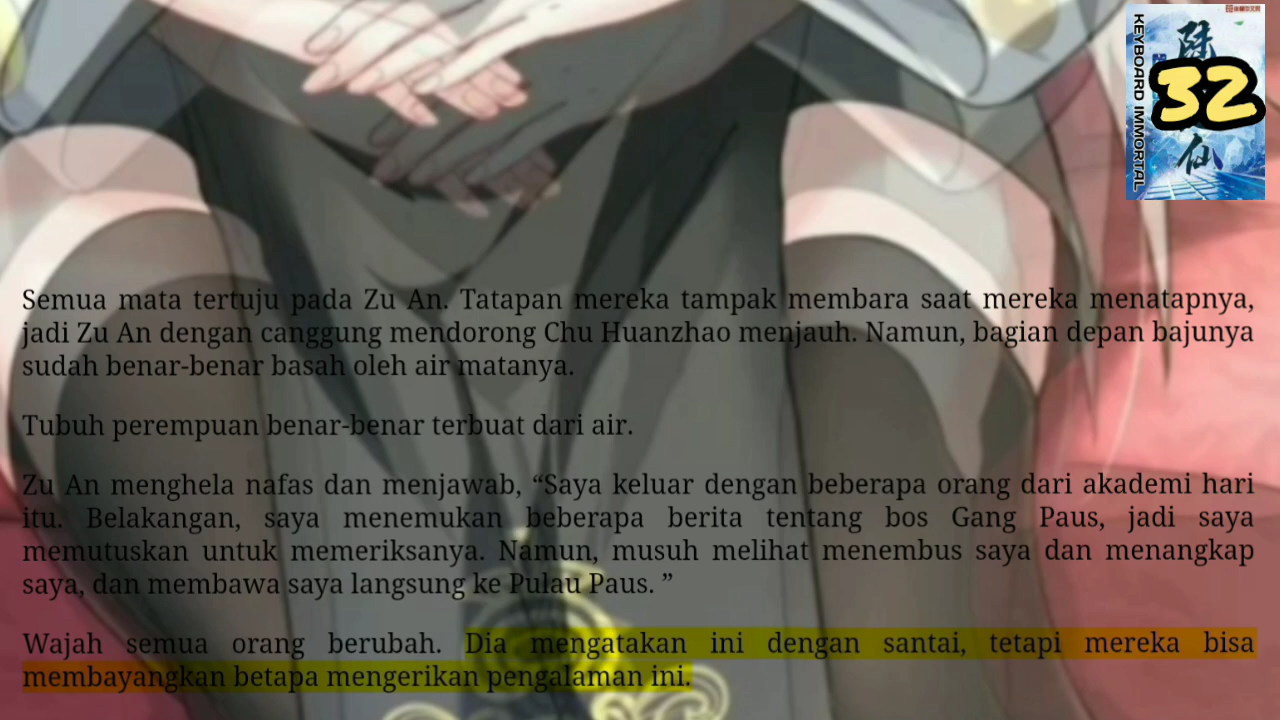 KEYBOARD IMMORTAL
32
仙
Semua mata tertuju pada Zu An. Tatapan mereka tampak membara saat mereka menatapnya,
jadi Zu An dengan canggung mendorong Chu Huanzhao menjauh. Namun, bagian depan bajunya
sudah benar-benar basah oleh air matanya.
Tubuh perempuan benar-benar terbuat dari air.
Zu An menghela nafas dan menjawab, “Saya keluar dengan beberapa orang dari akademi hari
itu. Belakangan, saya menemukan beberapa berita tentang bos Gang Paus, jadi saya
memutuskan untuk memeriksanya. Namun, musuh melihat menembus saya dan menangkap
saya, dan membawa saya langsung ke Pulau Paus. ”
Wajah semua orang berubah. Dia mengatakan ini dengan santai, tetapi mereka bisa
membayangkan betapa mengerikan pengalaman ini.